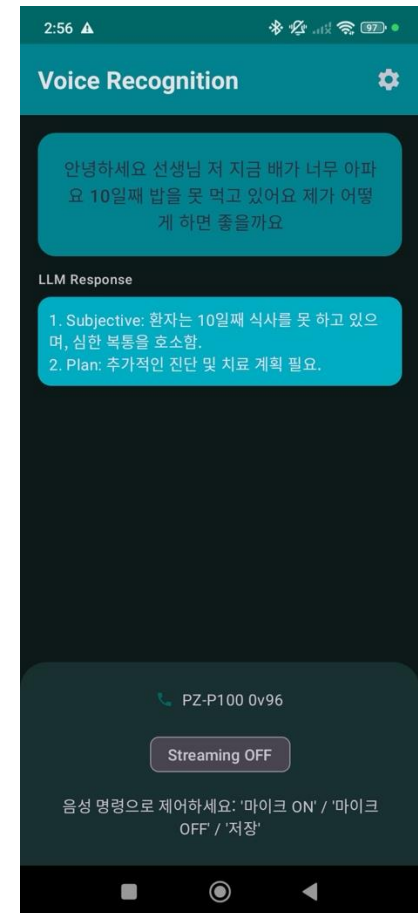 2:56
97
Voice Recognition
안녕하세요 선생님 저 지금 배가 너무 아파
요 10일째 밥을 못 먹고 있어요 제가 어떻
게 하면 좋을까요
LLM Response
1. Subjective: 환자는 10일째 식사를 못 하고 있으
며, 심한 복통을 호소함.
2. Plan: 추가적인 진단 및 치료 계획 필요.
PZ-P100 0v96
Streaming OFF
음성 명령으로 제어하세요: '마이크 ON' / '마이크
OFF' / '저장'